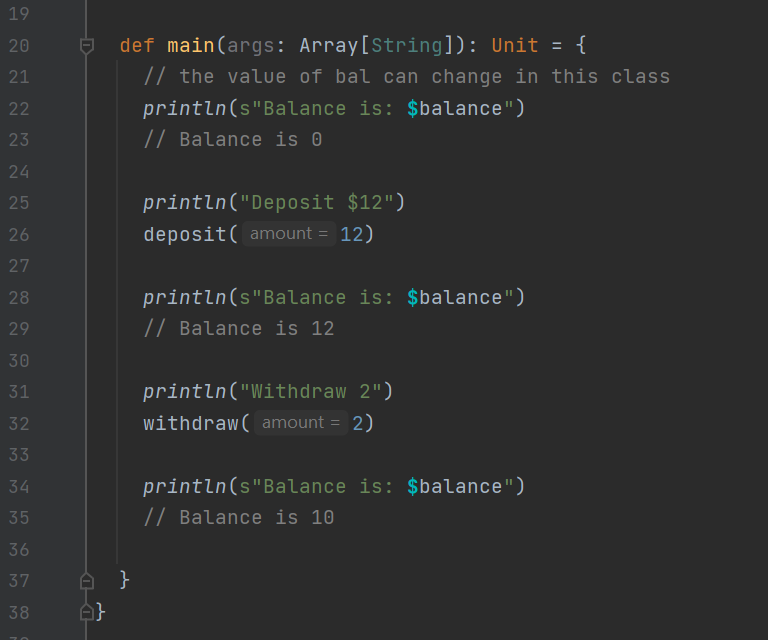 19
20 def main(args: Array[String]): Unit = {
21 // the value of bal can change in this class
22 println(s"Balance is: $balance")
23 // Balance is 0
24
25 println("Deposit $12")
26 deposit( amount = 12)
27
28 println(s"Balance is: $balance")
29 // Balance is 12
30
31 println("Withdraw 2")
32 withdraw( amount = 2)
33
34 println(s"Balance is: $balance")
35 // Balance is 10
36
37 }
38 }